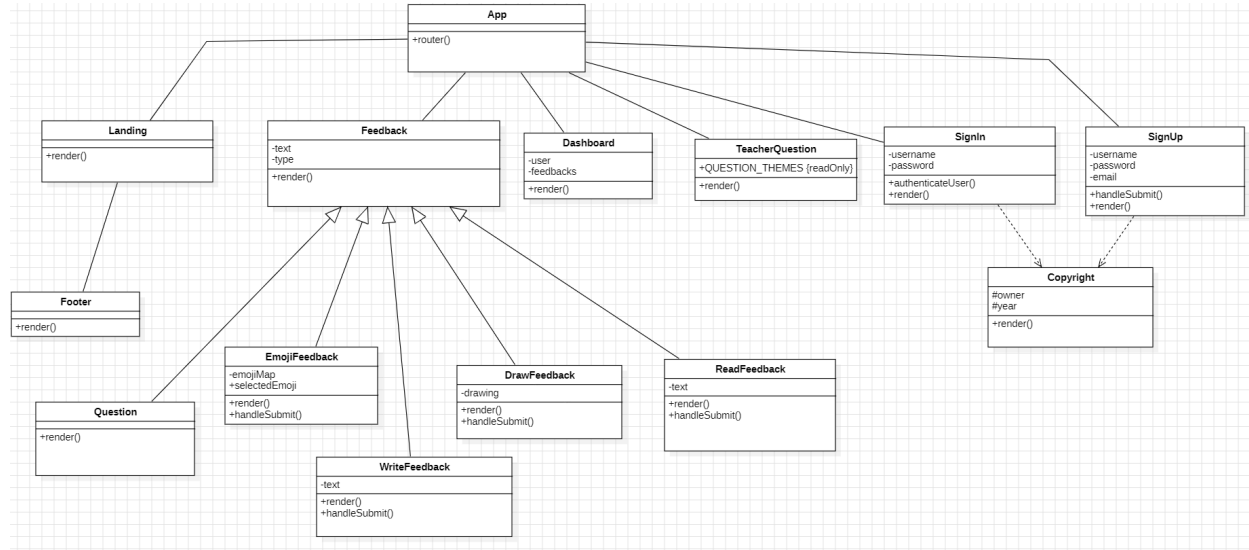 App
+router()
Landing
+render()
Feedback
-text
-type
+render()
Dashboard
-user
-feedbacks
+render()
TeacherQuestion
+QUESTION_THEMES {readOnly}
+render()
SignIn
-username
-password
+authenticateUser()
+render()
SignUp
-username
-password
-email
+handleSubmit()
+render()
Copyright
#owner
#year
+render()
Footer
+render()
EmojiFeedback
-emojiMap
+selectedEmoji
+render()
+handleSubmit()
DrawFeedback
-drawing
+render()
+handleSubmit()
ReadFeedback
-text
+render()
+handleSubmit()
Question
+render()
WriteFeedback
-text
+render()
+handleSubmit()